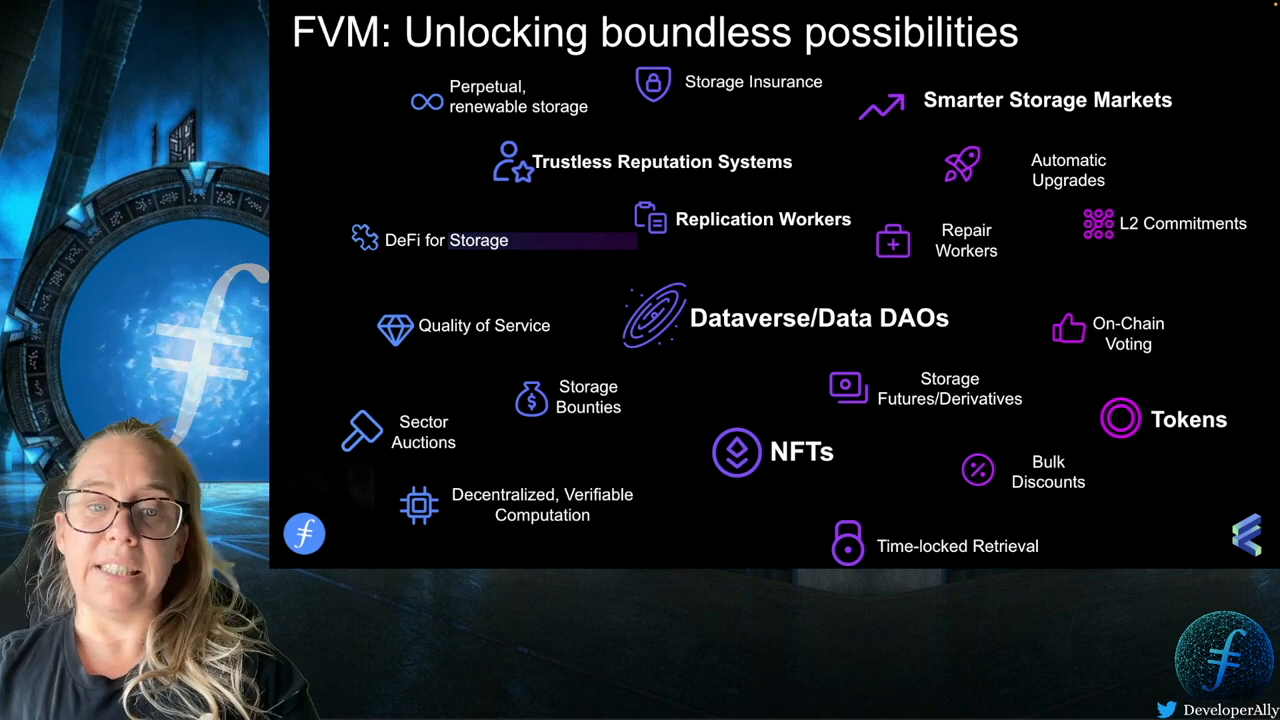 FVM: Unlocking boundless possibilities
Perpetual,
renewable storage
Storage Insurance
Smarter Storage Markets
Trustless Reputation Systems
Automatic
Upgrades
Replication Workers
L2 Commitments
DeFi for Storage
Repair
Workers
Quality of Service
Dataverse/Data DAOs
On-Chain
Voting
Storage
Bounties
Storage
Futures/Derivatives
Sector
Auctions
Tokens
NFTs
Bulk
Discounts
Decentralized, Verifiable
Computation
Time-locked Retrieval
DeveloperAlly